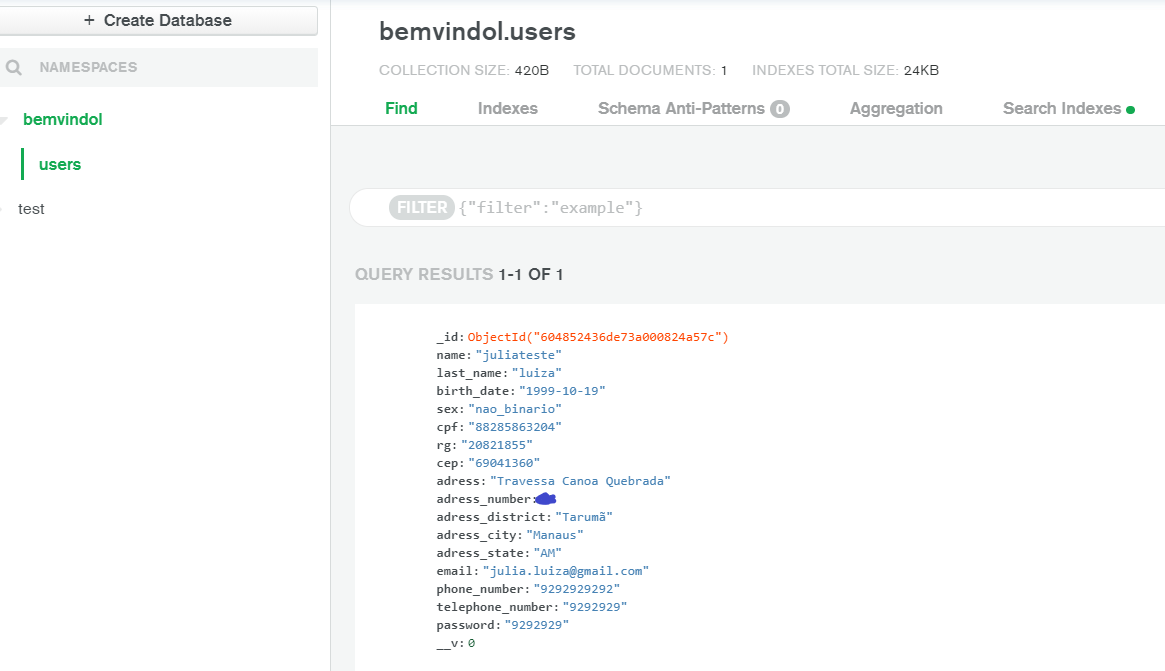 + Create Database
NAMESPACES
bemvindol
users
test
bemvindol.users
COLLECTION SIZE: 420B TOTAL DOCUMENTS: 1 INDEXES TOTAL SIZE: 24KB
Find Indexes Schema Anti-Patterns 0 Aggregation Search Indexes
FILTER {"filter":"example"}
QUERY RESULTS 1-1 OF 1
_id: ObjectId("604852436de73a000824a57c")
name: "juliateste"
last_name: "luiza"
birth_date: "1999-10-19"
sex: "nao_binario"
cpf: "88285863204"
rg: "20821855"
cep: "69041360"
adress: "Travessa Canoa Quebrada"
adress_number:
adress_district: "Tarumã"
adress_city: "Manaus"
adress_state: "AM"
email: "julia.luiza@gmail.com"
phone_number: "9292929292"
telephone_number: "9292929"
password: "9292929"
__v: 0